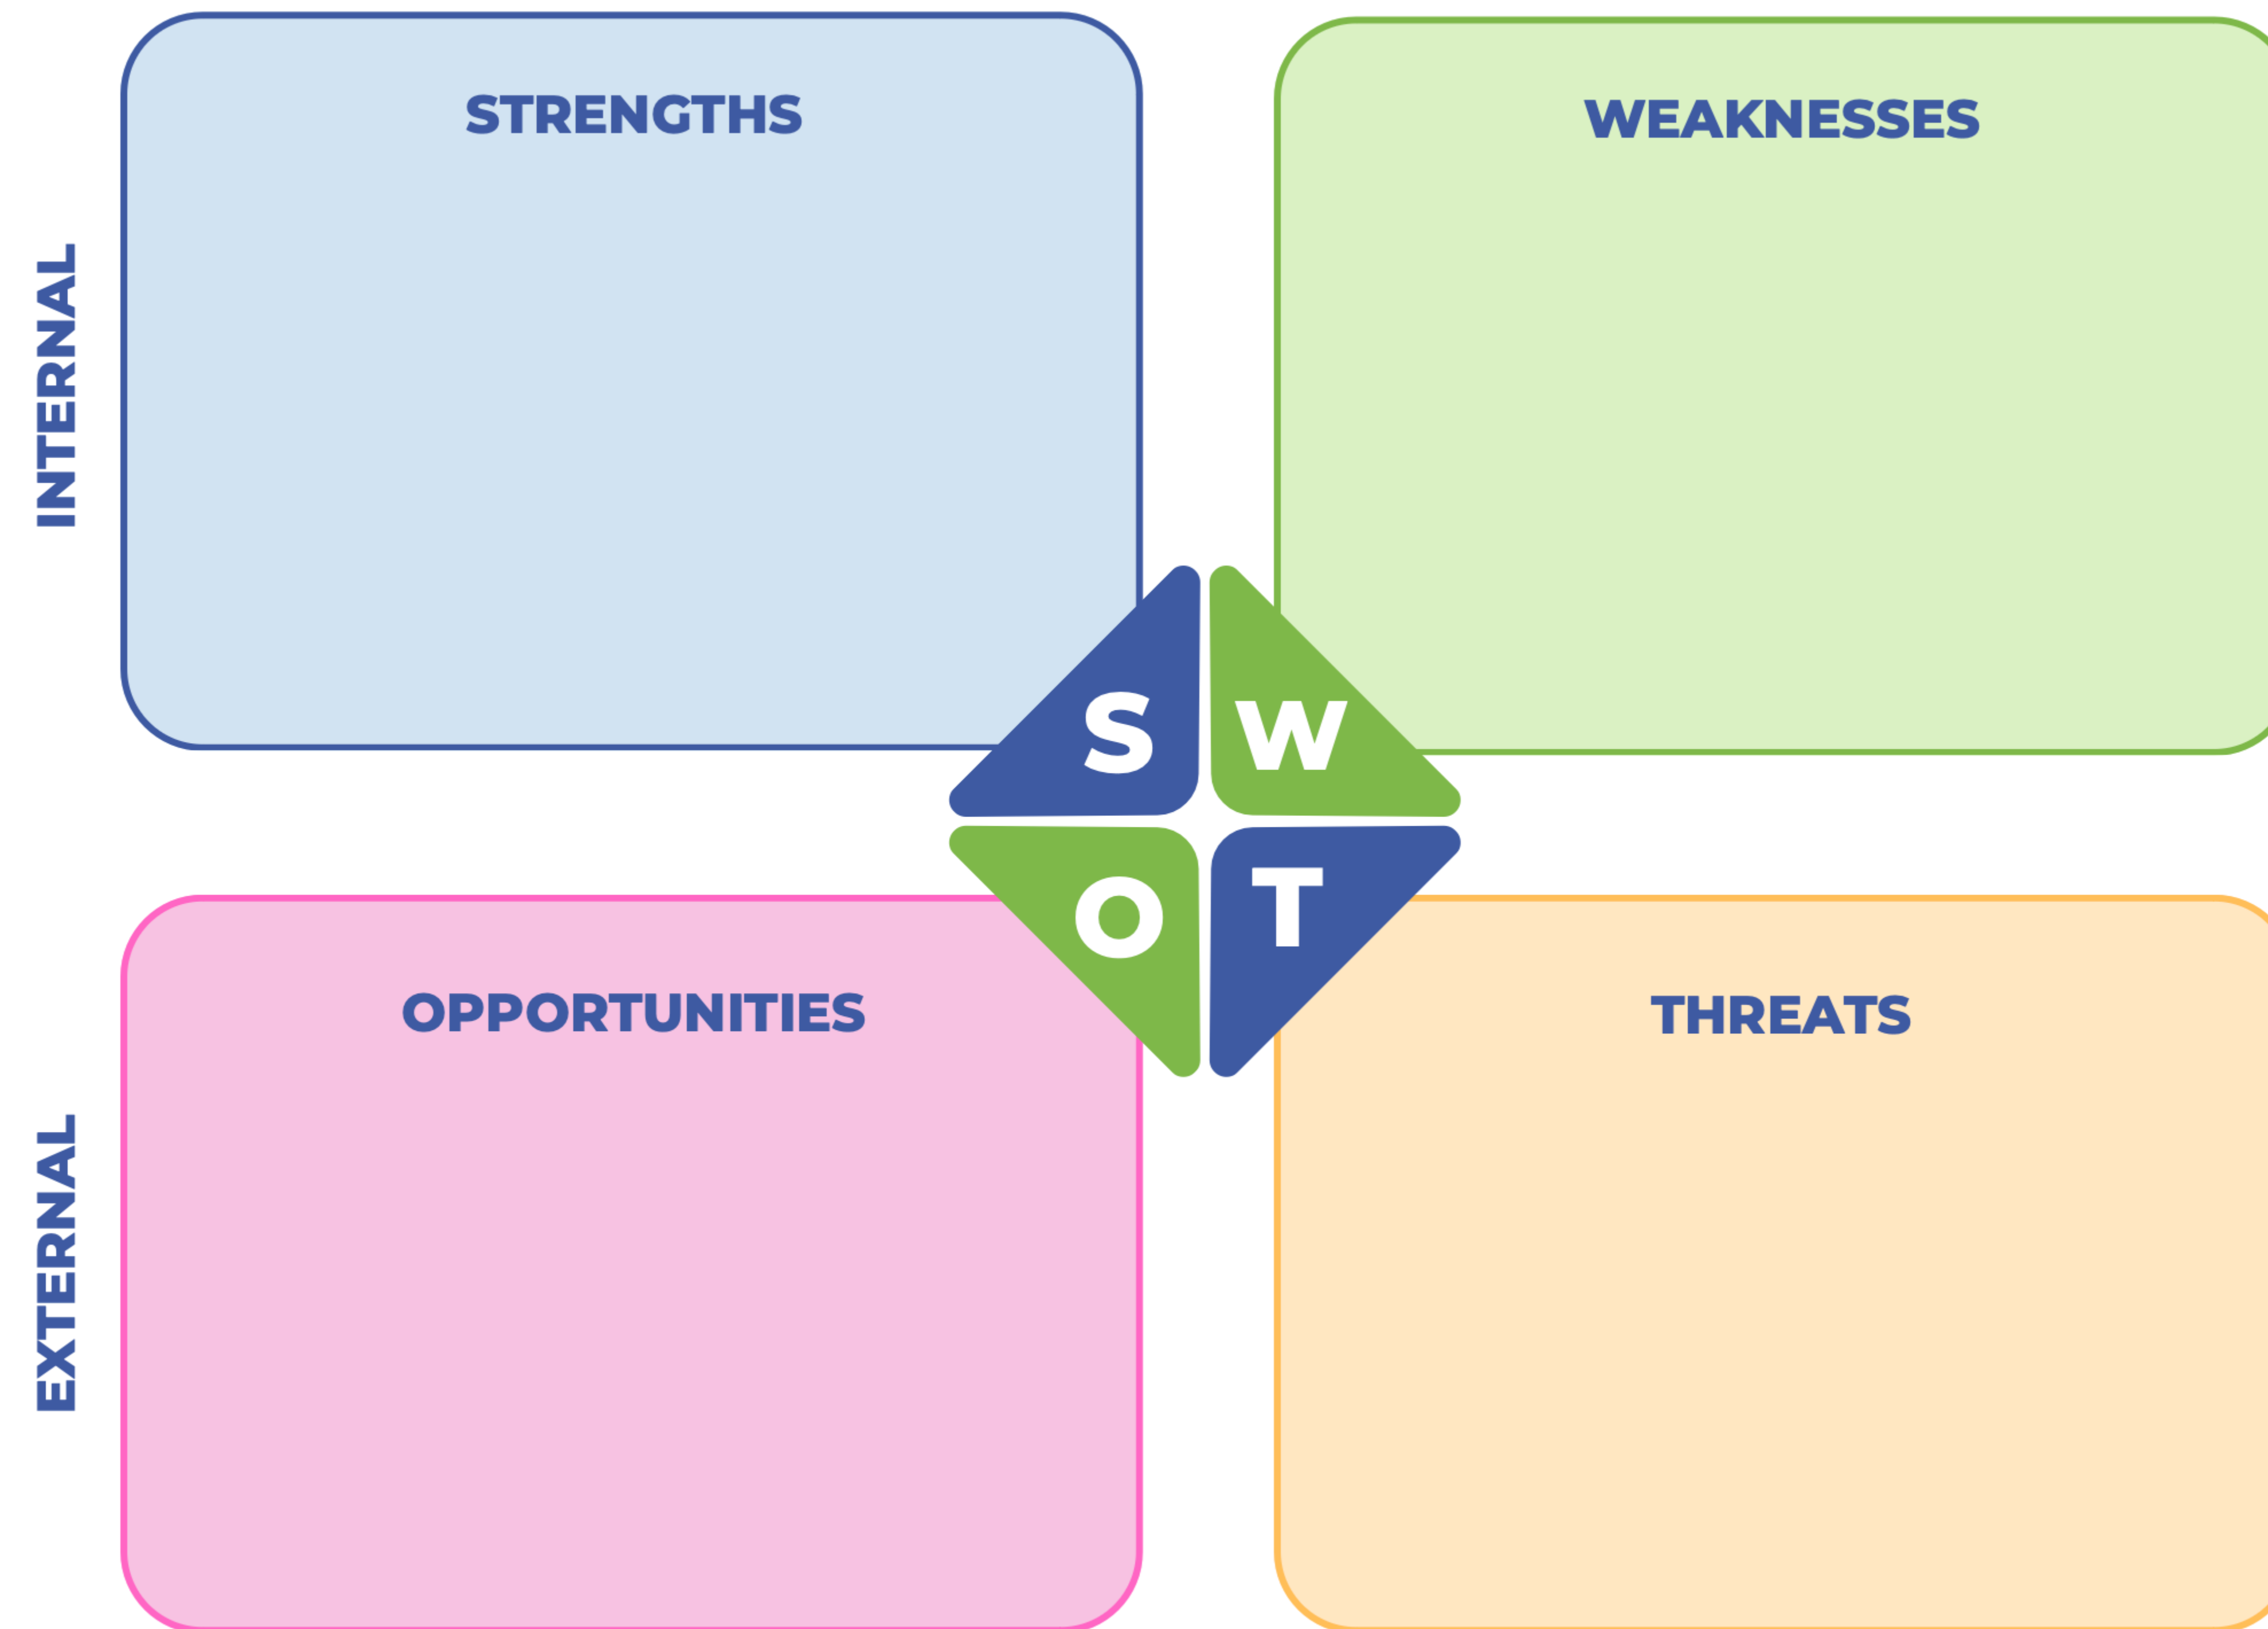 STRENGTHS
WEAKNESSES
INTERNAL
S
W
O
T
OPPORTUNITIES
THREATS
EXTERNAL